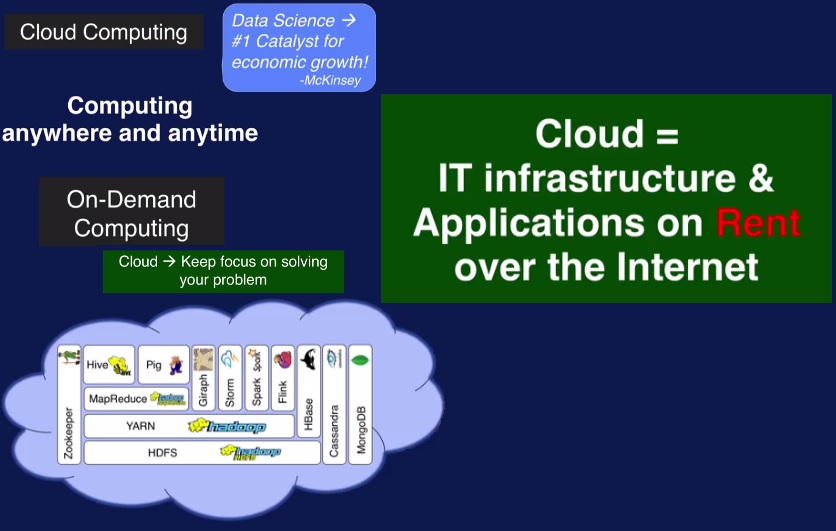 Cloud Computing
Data Science →
#1 Catalyst for
economic growth!
-McKinsey
Computing
anywhere and anytime
On-Demand
Computing
Cloud → Keep focus on solving
your problem
Cloud =
IT infrastructure &
Applications on Rent
over the Internet
Zookeeper
Hive
Pig
Giraph
Storm
Spark
Spark
Flink
HBase
Cassandra
MongoDB
MapReduce
YARN
hadoop
HDFS
hadoop